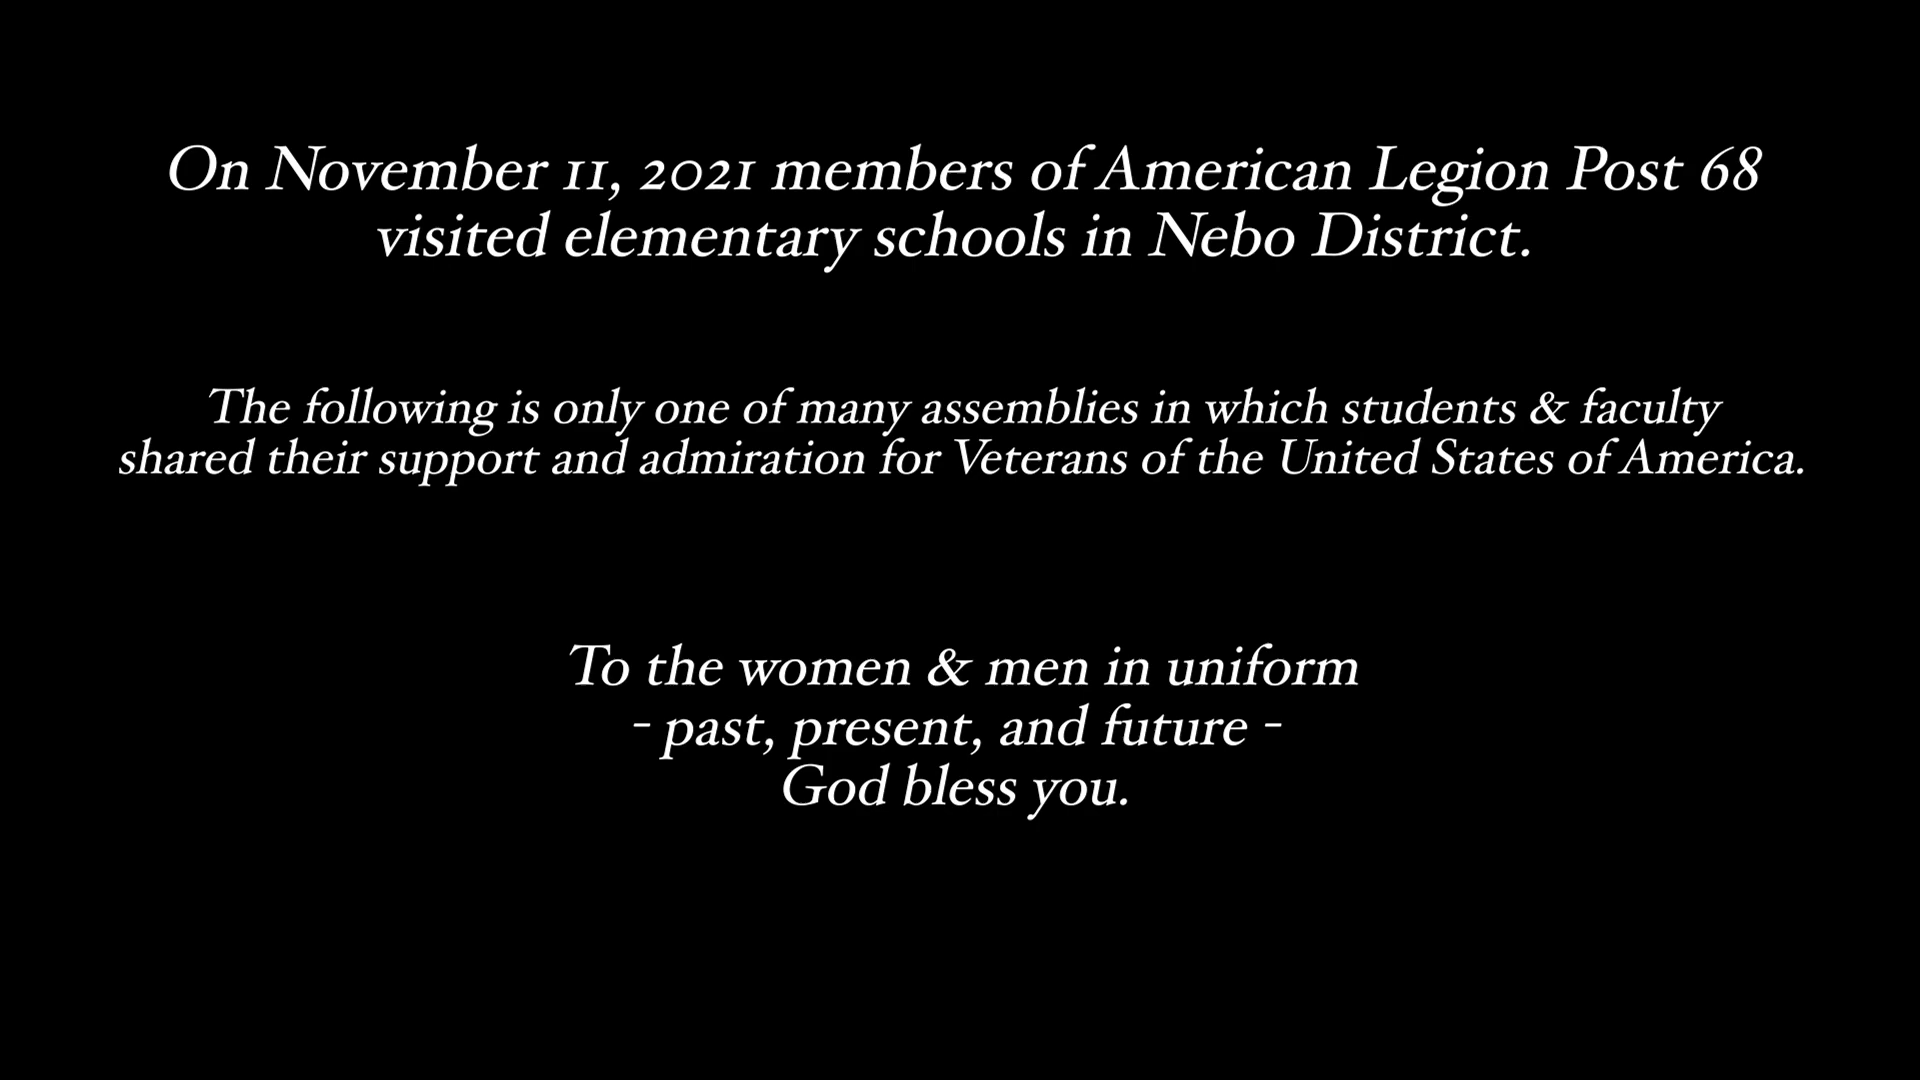 On November 11, 2021 members of American Legion Post 68
visited elementary schools in Nebo District.
The following is only one of many assemblies in which students & faculty
shared their support and admiration for Veterans of the United States of America.
To the women & men in uniform
- past, present, and future -
God bless you.